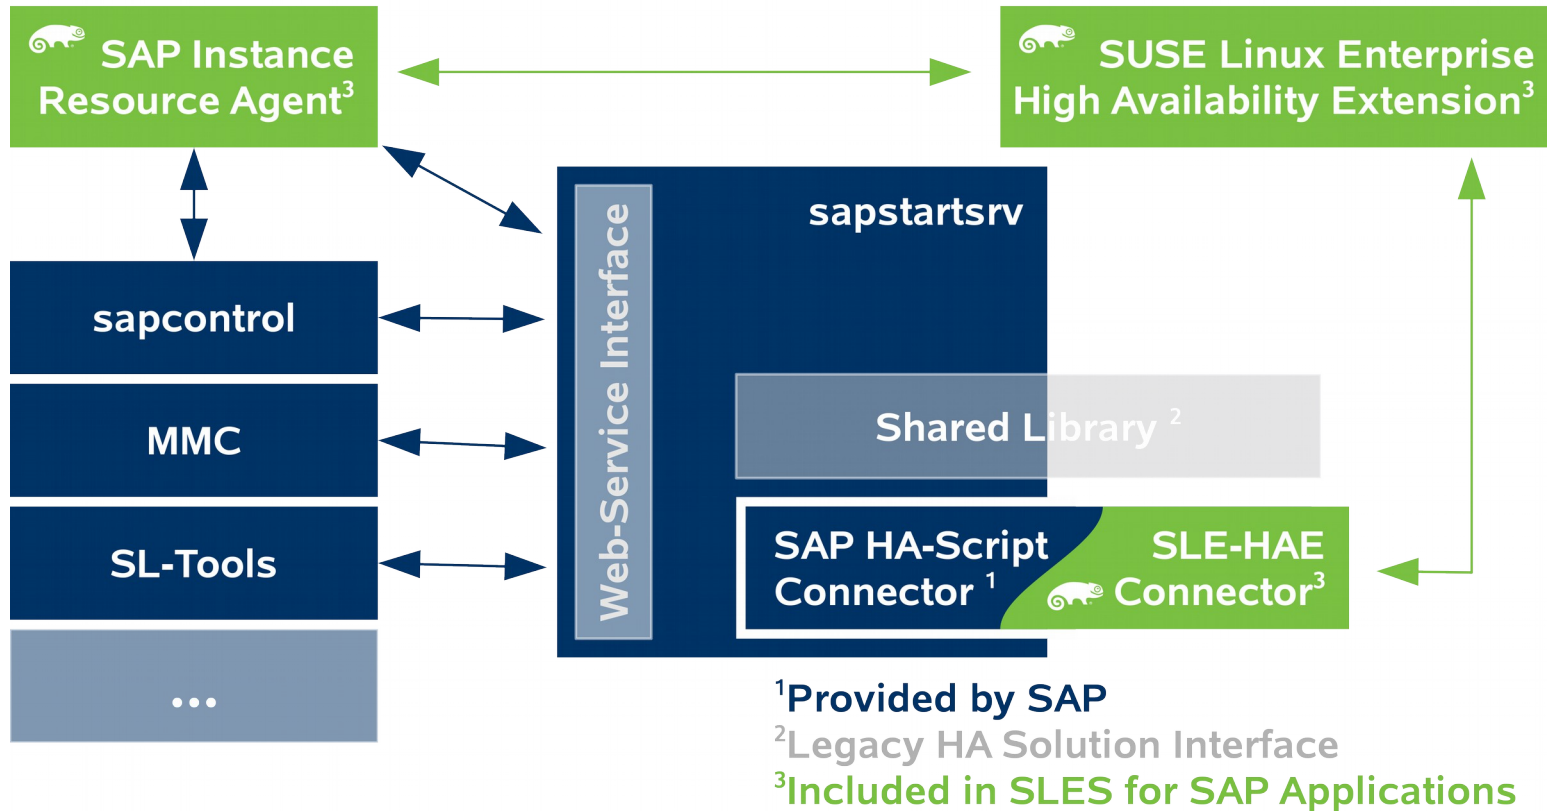 SAP Instance
Resource Agent³
SUSE Linux Enterprise
High Availability Extension³
sapstartsrv
Web-Service Interface
sapcontrol
MMC
SL-Tools
...
Shared Library ²
SAP HA-Script
Connector ¹
SLE-HAE
Connector³
¹Provided by SAP
²Legacy HA Solution Interface
³Included in SLES for SAP Applications